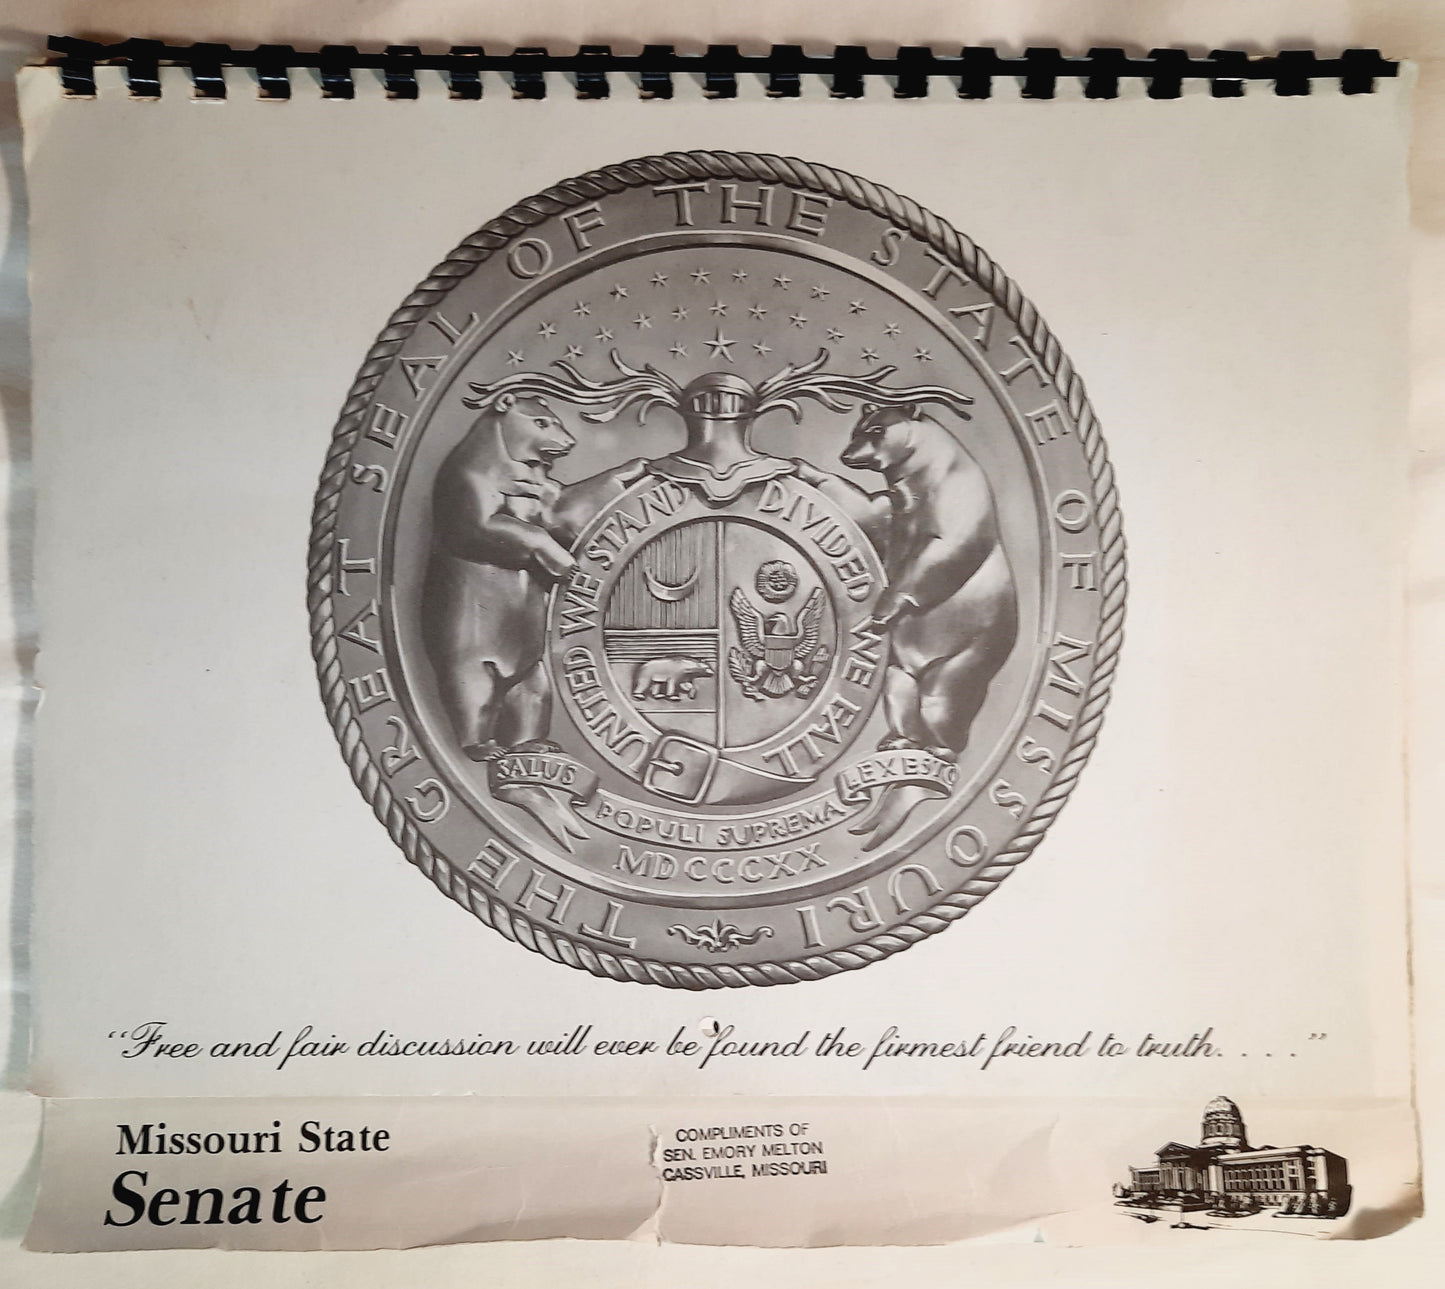 THE GREAT SEAL OF THE STATE OF MISSOURI
UNITED WE STAND DIVIDED WE FALL
SALUS POPULI SUPREMA LEX ESTO
MDCCCXX
“Free and fair discussion will ever be found the firmest friend to truth. . . . ”
Missouri State
Senate
COMPLIMENTS OF
SEN. EMORY MELTON
CASSVILLE, MISSOURI